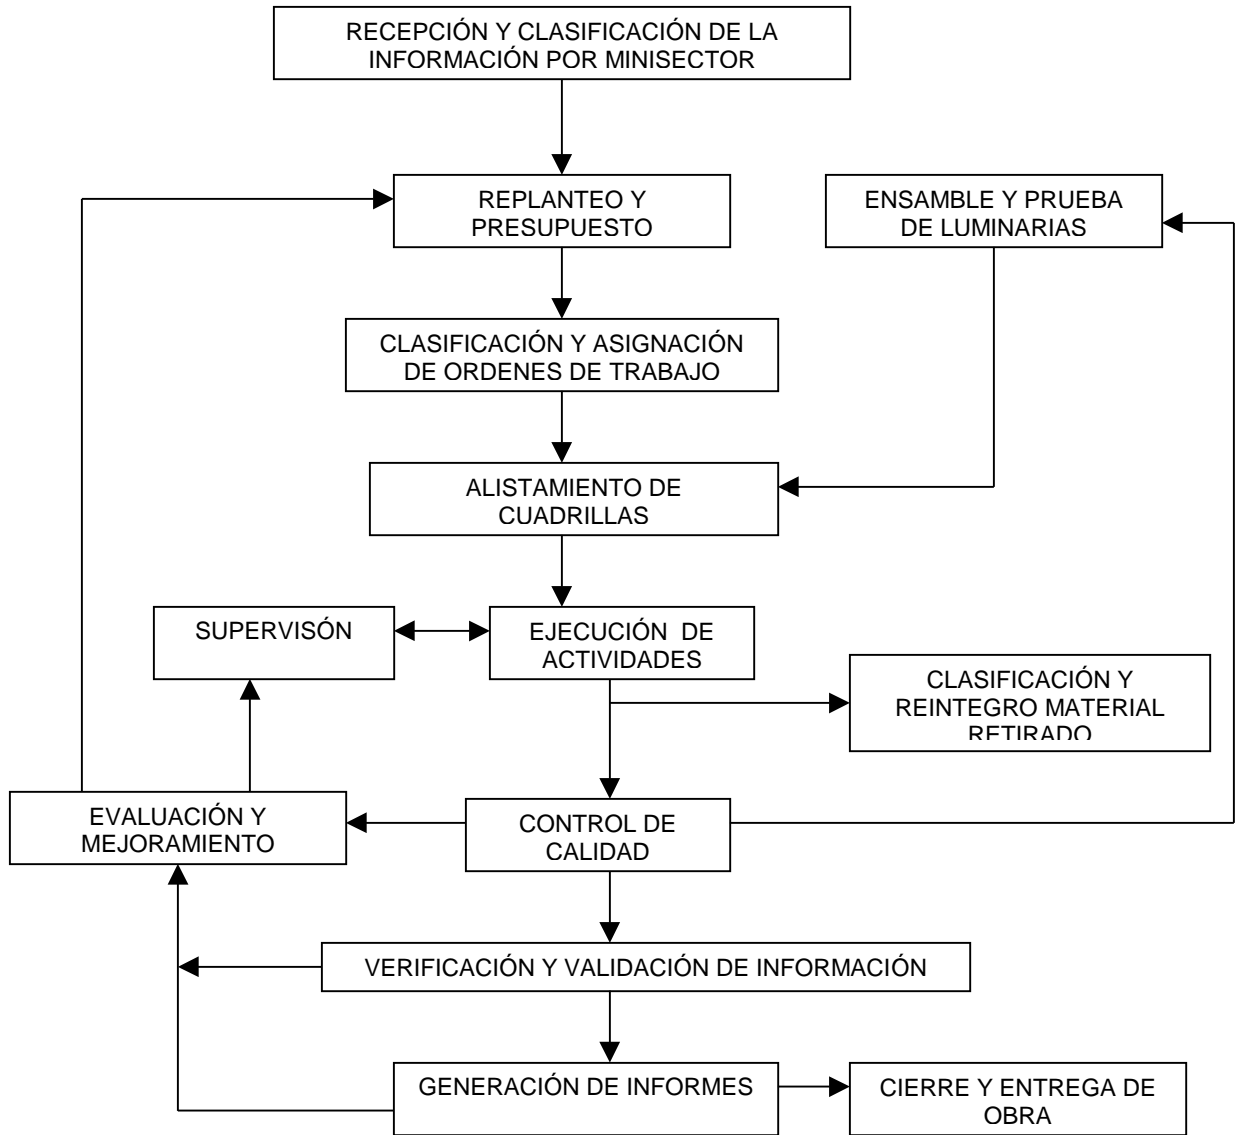 RECEPCIÓN Y CLASIFICACIÓN DE LA
INFORMACIÓN POR MINISECTOR
REPLANTEO Y
PRESUPUESTO
ENSAMBLE Y PRUEBA
DE LUMINARIAS
CLASIFICACIÓN Y ASIGNACIÓN
DE ORDENES DE TRABAJO
ALISTAMIENTO DE
CUADRILLAS
SUPERVISÓN
EJECUCIÓN DE
ACTIVIDADES
CLASIFICACIÓN Y
REINTEGRO MATERIAL
RETIRADO
EVALUACIÓN Y
MEJORAMIENTO
CONTROL DE
CALIDAD
VERIFICACIÓN Y VALIDACIÓN DE INFORMACIÓN
GENERACIÓN DE INFORMES
CIERRE Y ENTREGA DE
OBRA